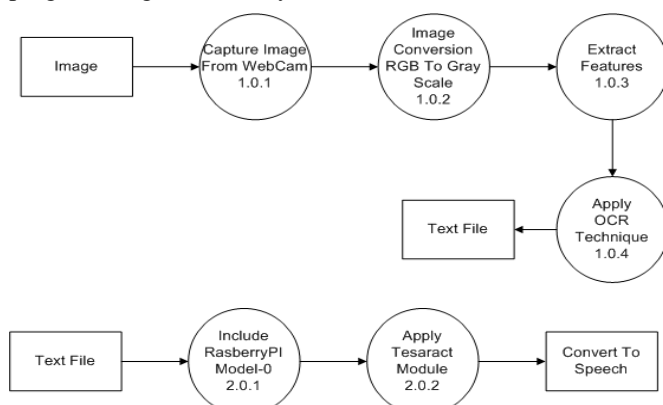 Image
Capture Image
From WebCam
1.0.1
Image
Conversion
RGB To Gray
Scale
1.0.2
Extract
Features
1.0.3
Apply
OCR
Technique
1.0.4
Text File
Text File
Include
RasberryPI
Model-0
2.0.1
Apply
Tesaract
Module
2.0.2
Convert To
Speech